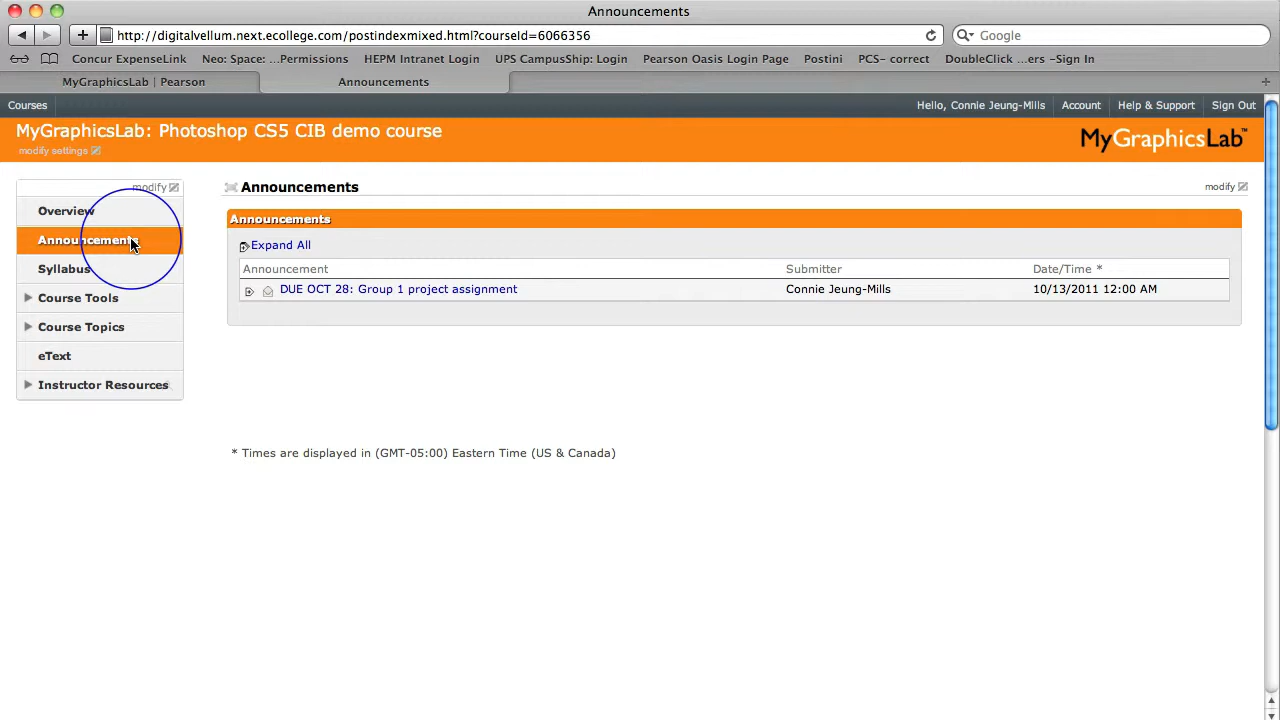 Announcements
http://digitalvellum.next.ecollege.com/postindexmixed.html?courseId=6066356
Google
Concur ExpenseLink Neo: Space: ...Permissions HEPM Intranet Login UPS CampusShip: Login Pearson Oasis Login Page Postini PCS- correct DoubleClick ...ers -Sign In
MyGraphicsLab | Pearson Announcements
Courses Hello, Connie Jeung-Mills Account Help & Support Sign Out
MyGraphicsLab: Photoshop CS5 CIB demo course
MyGraphicsLab™
modify settings
modify
Overview
Announcements
Syllabus
Course Tools
Course Topics
eText
Instructor Resources
Announcements modify
Announcements
Expand All
Announcement Submitter Date/Time *
DUE OCT 28: Group 1 project assignment Connie Jeung-Mills 10/13/2011 12:00 AM
* Times are displayed in (GMT-05:00) Eastern Time (US & Canada)